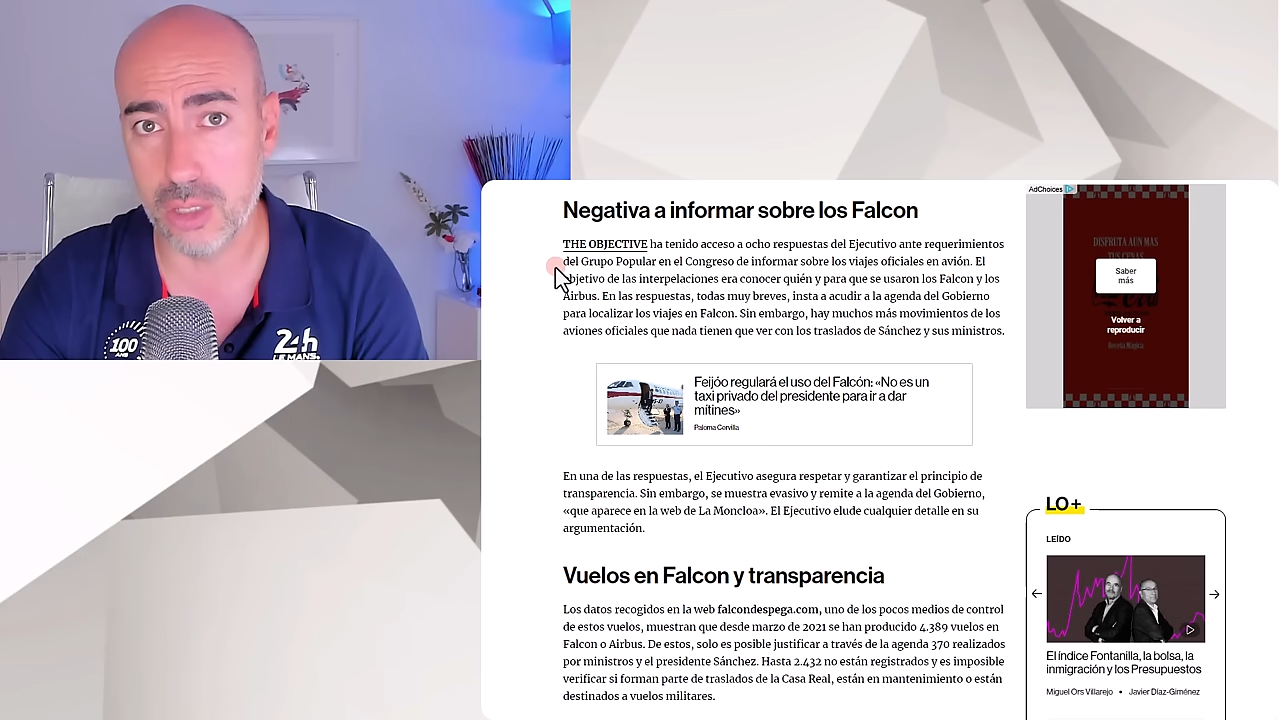 100
ANS
24h
LE MANS
Negativa a informar sobre los Falcon
THE OBJECTIVE ha tenido acceso a ocho respuestas del Ejecutivo ante requerimientos
del Grupo Popular en el Congreso de informar sobre los viajes oficiales en avión. El
objetivo de las interpelaciones era conocer quién y para que se usaron los Falcon y los
Airbus. En las respuestas, todas muy breves, insta a acudir a la agenda del Gobierno
para localizar los viajes en Falcon. Sin embargo, hay muchos más movimientos de los
aviones oficiales que nada tienen que ver con los traslados de Sánchez y sus ministros.
Feijóo regulará el uso del Falcón: «No es un
taxi privado del presidente para ir a dar
mítines»
Paloma Cervilla
En una de las respuestas, el Ejecutivo asegura respetar y garantizar el principio de
transparencia. Sin embargo, se muestra evasivo y remite a la agenda del Gobierno,
«que aparece en la web de La Moncloa». El Ejecutivo elude cualquier detalle en su
argumentación.
Vuelos en Falcon y transparencia
Los datos recogidos en la web falcondespega.com, uno de los pocos medios de control
de estos vuelos, muestran que desde marzo de 2021 se han producido 4.389 vuelos en
Falcon o Airbus. De estos, solo es posible justificar a través de la agenda 370 realizados
por ministros y el presidente Sánchez. Hasta 2.432 no están registrados y es imposible
verificar si forman parte de traslados de la Casa Real, están en mantenimiento o están
destinados a vuelos militares.
AdChoices
DISFRUTA AÚN MÁS
TUS CENAS
Saber
más
Volver a
reproducir
Receta Mágica
LO+
LEÍDO
El índice Fontanilla, la bolsa, la
inmigración y los Presupuestos
Miguel Ors Villarejo • Javier Díaz-Giménez